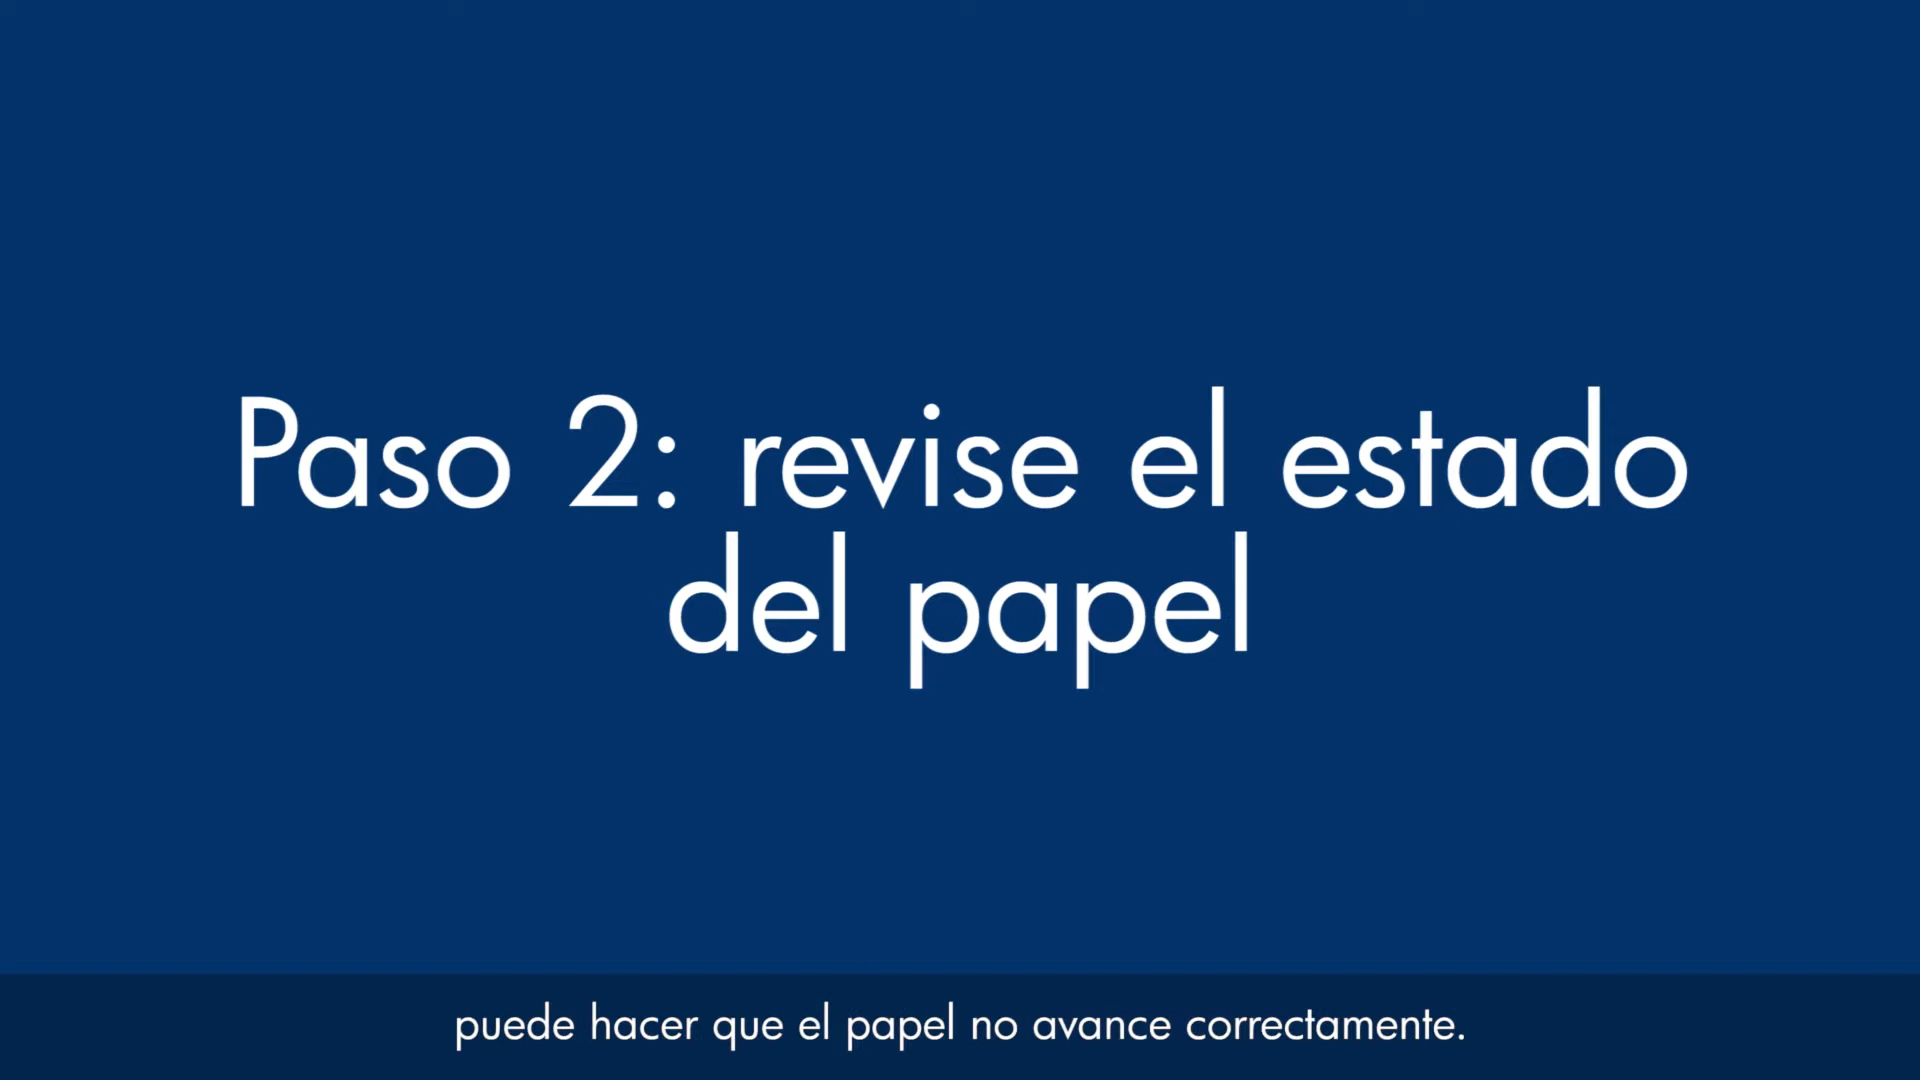 Paso 2: revise el estado
del papel
puede hacer que el papel no avance correctamente.